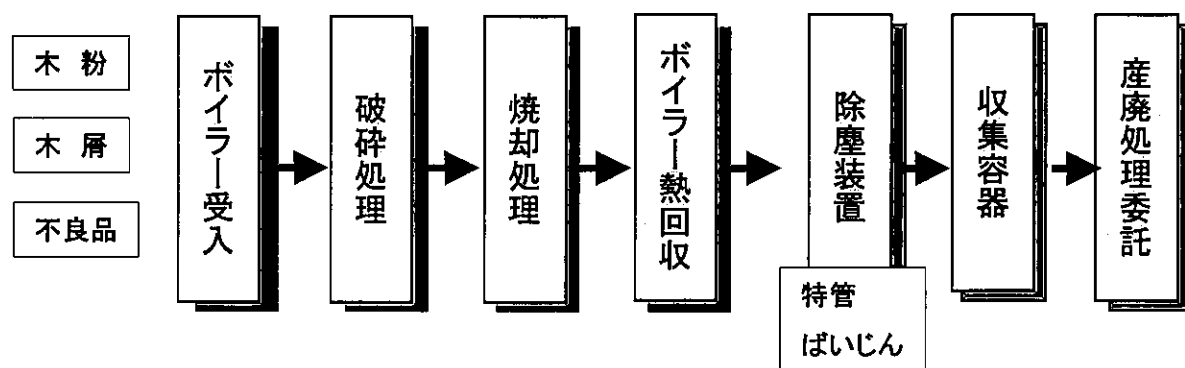 木 粉
木 屑
不良品
ボイラー受入
破砕処理
焼却処理
ボイラー熱回収
除塵装置
特管
ばいじん
収集容器
産廃処理委託